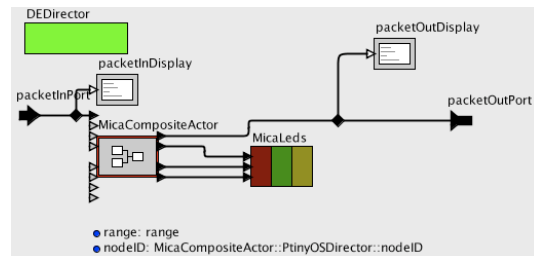 DEDirector
packetOutDisplay
packetInDisplay
packetInPort
packetOutPort
MicaCompositeActor
MicaLeds
range: range
nodeID: MicaCompositeActor::PtinyOSDirector::nodeID